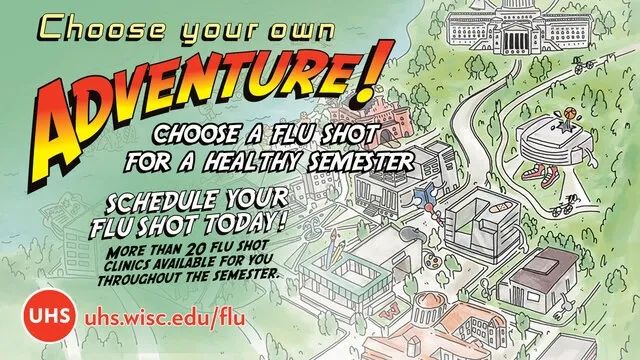 Choose your own
ADVENTURE!
CHOOSE A FLU SHOT
FOR A HEALTHY SEMESTER
SCHEDULE YOUR
FLU SHOT TODAY!
MORE THAN 20 FLU SHOT
CLINICS AVAILABLE FOR YOU
THROUGHOUT THE SEMESTER.
UHS uhs.wisc.edu/flu
W